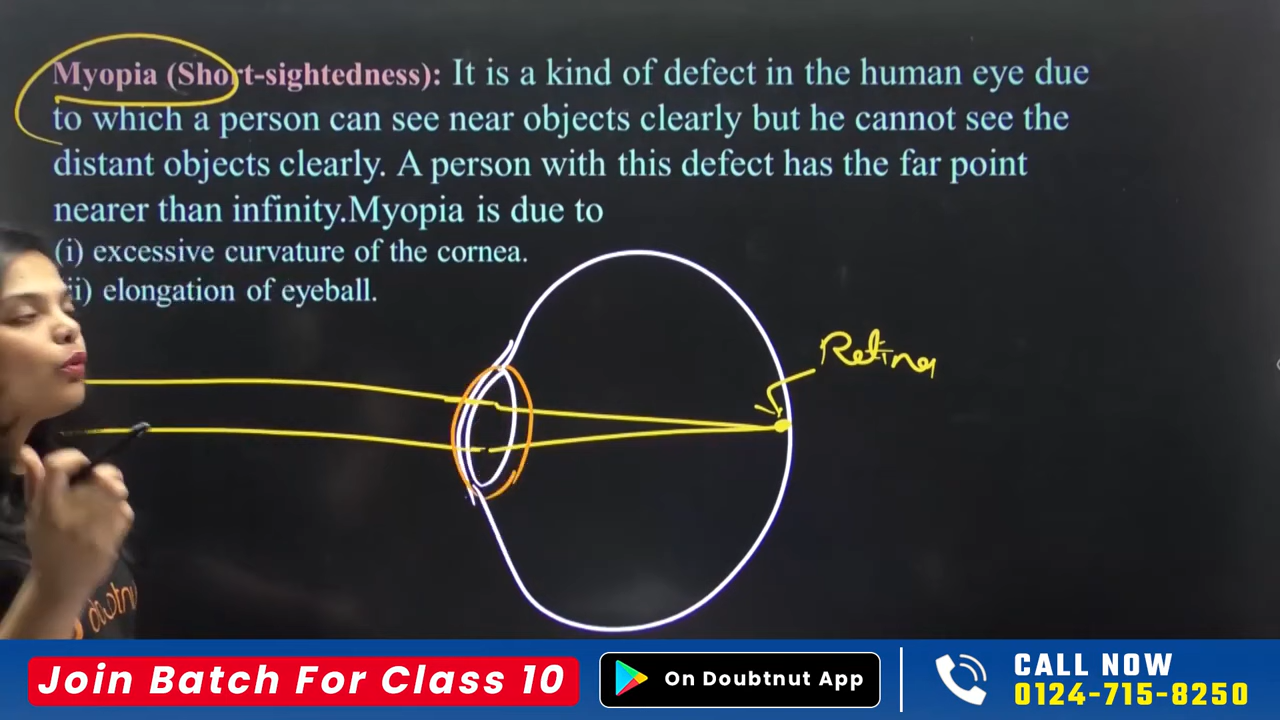 Myopia (Short-sightedness): It is a kind of defect in the human eye due
to which a person can see near objects clearly but he cannot see the
distant objects clearly. A person with this defect has the far point
nearer than infinity.Myopia is due to
(i) excessive curvature of the cornea.
ii) elongation of eyeball.
Retina
doubtnu
Join Batch For Class 10
On Doubtnut App
CALL NOW
0124-715-8250